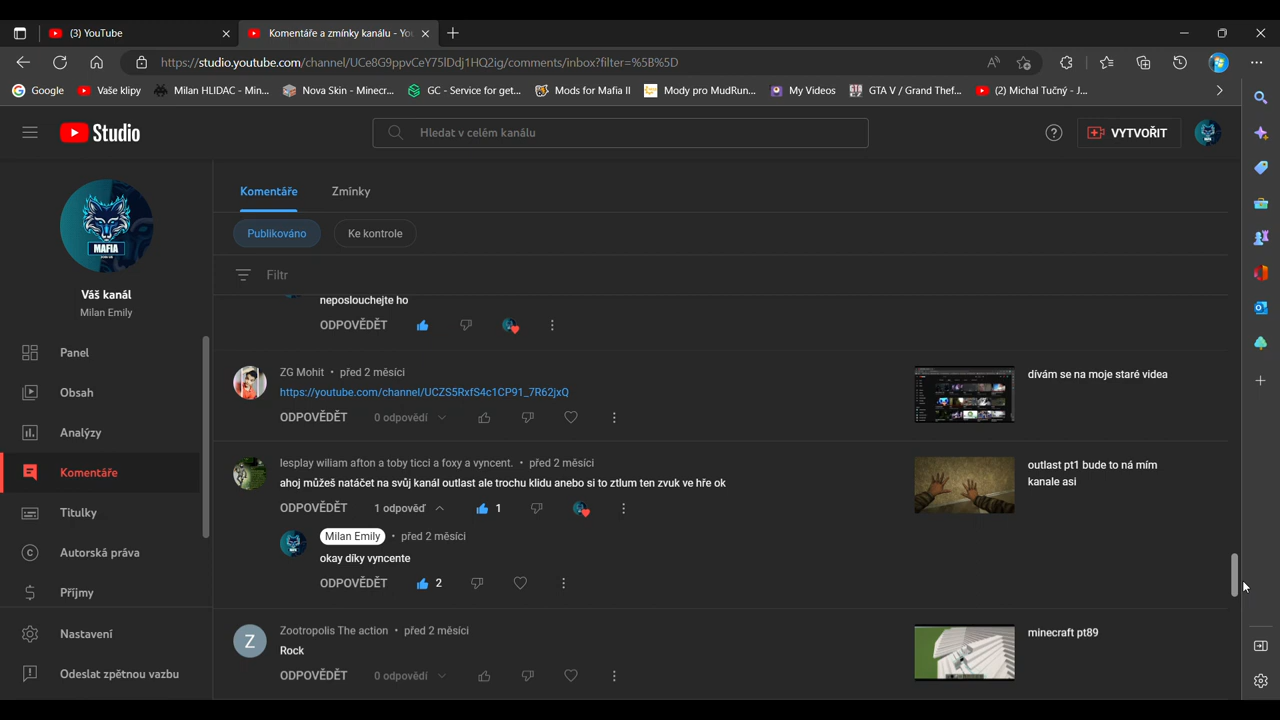 (3) YouTube
Komentáře a zmínky kanálu - You
https://studio.youtube.com/channel/UCe8G9ppvCeY75lDdj1HQ2ig/comments/inbox?filter=%5B%5D
Google
Vaše klipy
Milan HLIDAC - Min...
Nova Skin - Minecr...
GC - Service for get...
Mods for Mafia II
Mody pro MudRun...
My Videos
GTA V / Grand Thef...
(2) Michal Tučný - J...
Studio
Hledat v celém kanálu
VYTVOŘIT
MAFIA
Váš kanál
Milan Emily
Panel
Obsah
Analýzy
Komentáře
Titulky
Autorská práva
Příjmy
Nastavení
Odeslat zpětnou vazbu
Komentáře
Zmínky
Publikováno
Ke kontrole
Filtr
neposlouchejte ho
ODPOVĚDĚT
ZG Mohit • před 2 měsíci
https://youtube.com/channel/UCZS5RxfS4c1CP91_7R62jxQ
ODPOVĚDĚT 0 odpovědí
dívám se na moje staré videa
lesplay wiliam afton a toby ticci a foxy a vyncent. • před 2 měsíci
ahoj můžeš natáčet na svůj kanál outlast ale trochu klidu anebo si to ztlum ten zvuk ve hře ok
ODPOVĚDĚT 1 odpověď 1
outlast pt1 bude to ná mím
kanale asi
Milan Emily • před 2 měsíci
okay díky vyncente
ODPOVĚDĚT 2
Z
Zootropolis The action • před 2 měsíci
Rock
ODPOVĚDĚT 0 odpovědí
minecraft pt89